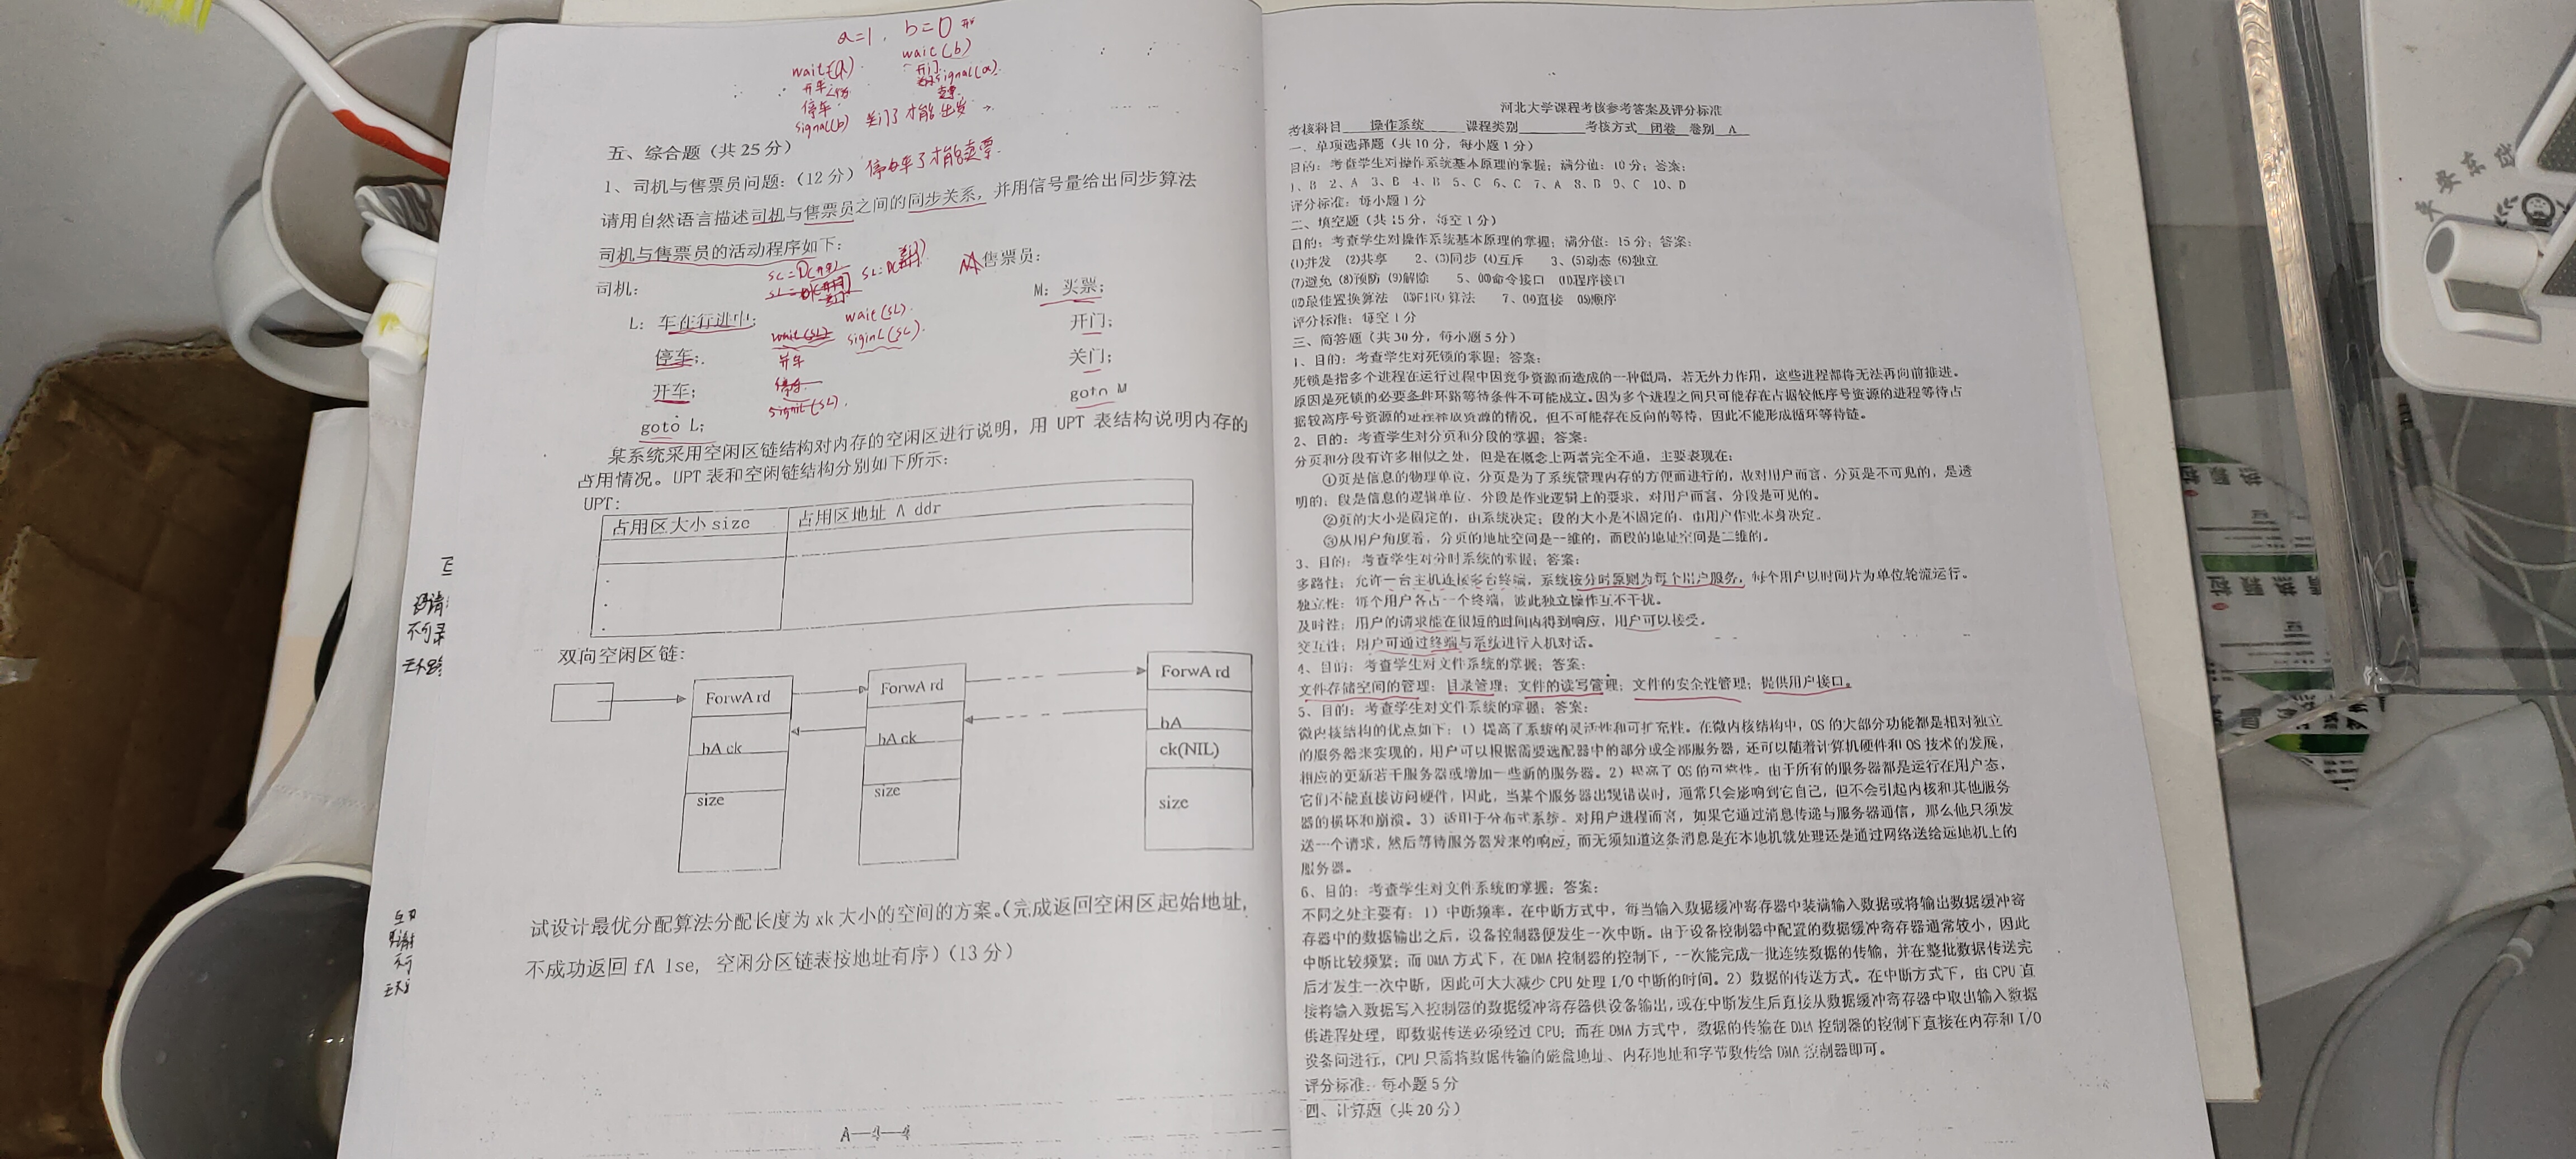 a=1, b=0
wait(a) wait(b)
开门
signal(a)
停车
signal(b) 关门了才能出发
五、综合题（共25分）
停好车了才能卖票.
1、司机与售票员问题：（12分）
请用自然语言描述司机与售票员之间的同步关系，并用信号量给出同步算法
司机与售票员的活动程序如下：
司机： 售票员：
M：买票；
L：车在行进中；
wait(SL).
开门；
停车；
开车
关门；
开车；
goto M
goto L；
某系统采用空闲区链结构对内存的空闲区进行说明，用 UPT 表结构说明内存的
占用情况。UPT 表和空闲链结构分别如下所示：
UPT：
占用区大小 size 占用区地址 A ddr
双向空闲区链：
ForwA rd ForwA rd ForwA rd
bA ck bA ck bA
ck(NIL)
size size size
试设计最优分配算法分配长度为 xk 大小的空间的方案。（完成返回空闲区起始地址，
不成功返回 fA lse，空闲分区链表按地址有序）（13分）
河北大学课程考核参考答案及评分标准
考核科目 操作系统 课程类别 考核方式 闭卷 卷别 A
一、单项选择题（共 10 分，每小题 1 分）
目的：考查学生对操作系统基本原理的掌握；满分值：10 分；答案：
1、B 2、A 3、B 4、B 5、C 6、C 7、A 8、B 9、C 10、D
评分标准：每小题 1 分
二、填空题（共 15 分，每空 1 分）
目的：考查学生对操作系统基本原理的掌握；满分值：15 分；答案：
⑴并发 ⑵共享 2、⑶同步 ⑷互斥 3、⑸动态 ⑹独立
⑺避免 ⑻预防 ⑼解除 5、⑽命令接口 ⑾程序接口
⑿最佳置换算法 ⒀FIFO 算法 7、⒁直接 ⒂顺序
评分标准：每空 1 分
三、简答题（共 30 分，每小题 5 分）
1、目的：考查学生对死锁的掌握；答案：
死锁是指多个进程在运行过程中因竞争资源而造成的一种僵局，若无外力作用，这些进程都将无法再向前推进。
原因是死锁的必要条件环路等待条件不可能成立。因为多个进程之间只可能存在占据较低序号资源的进程等待占
据较高序号资源的进程释放资源的情况，但不可能存在反向的等待，因此不能形成循环等待链。
2、目的：考查学生对分页和分段的掌握；答案：
分页和分段有许多相似之处，但是在概念上两者完全不通，主要表现在：
①页是信息的物理单位，分页是为了系统管理内存的方便而进行的，故对用户而言，分页是不可见的，是透
明的；段是信息的逻辑单位，分段是作业逻辑上的要求，对用户而言，分段是可见的。
②页的大小是固定的，由系统决定；段的大小是不固定的，由用户作业本身决定。
③从用户角度看，分页的地址空间是一维的，而段的地址空间是二维的。
3、目的：考查学生对分时系统的掌握；答案：
多路性：允许一台主机连接多台终端，系统按分时原则为每个用户服务，每个用户以时间片为单位轮流运行。
独立性：每个用户各占一个终端，彼此独立操作互不干扰。
及时性：用户的请求能在很短的时间内得到响应，用户可以接受。
交互性：用户可通过终端与系统进行人机对话。
4、目的：考查学生对文件系统的掌握；答案：
文件存储空间的管理；目录管理；文件的读写管理；文件的安全性管理；提供用户接口。
5、目的：考查学生对文件系统的掌握；答案：
微内核结构的优点如下：1）提高了系统的灵活性和可扩充性。在微内核结构中，OS 的大部分功能都是相对独立
的服务器来实现的，用户可以根据需要选配器中的部分或全部服务器，还可以随着计算机硬件和 OS 技术的发展，
相应的更新若干服务器或增加一些新的服务器。2）提高了 OS 的可靠性。由于所有的服务器都是运行在用户态，
它们不能直接访问硬件，因此，当某个服务器出现错误时，通常只会影响到它自己，但不会引起内核和其他服务
器的损坏和崩溃。3）适用于分布式系统。对用户进程而言，如果它通过消息传递与服务器通信，那么他只须发
送一个请求，然后等待服务器发来的响应，而无须知道这条消息是在本地机就处理还是通过网络送给远地机上的
服务器。
6、目的：考查学生对文件系统的掌握；答案：
不同之处主要有：1）中断频率。在中断方式中，每当输入数据缓冲寄存器中装满输入数据或将输出数据缓冲寄
存器中的数据输出之后，设备控制器便发生一次中断。由于设备控制器中配置的数据缓冲寄存器通常较小，因此
中断比较频繁；而 DMA 方式下，在 DMA 控制器的控制下，一次能完成一批连续数据的传输，并在整批数据传送完
后才发生一次中断，因此可大大减少 CPU 处理 I/O 中断的时间。2）数据的传送方式。在中断方式下，由 CPU 直
接将输入数据写入控制器的数据缓冲寄存器供设备输出，或在中断发生后直接从数据缓冲寄存器中取出输入数据
供进程处理，即数据传送必须经过 CPU；而在 DMA 方式中，数据的传输在 DMA 控制器的控制下直接在内存和 I/O
设备间进行，CPU 只需将数据传输的磁盘地址、内存地址和字节数传给 DMA 控制器即可。
评分标准：每小题 5 分
四、计算题（共 20 分）